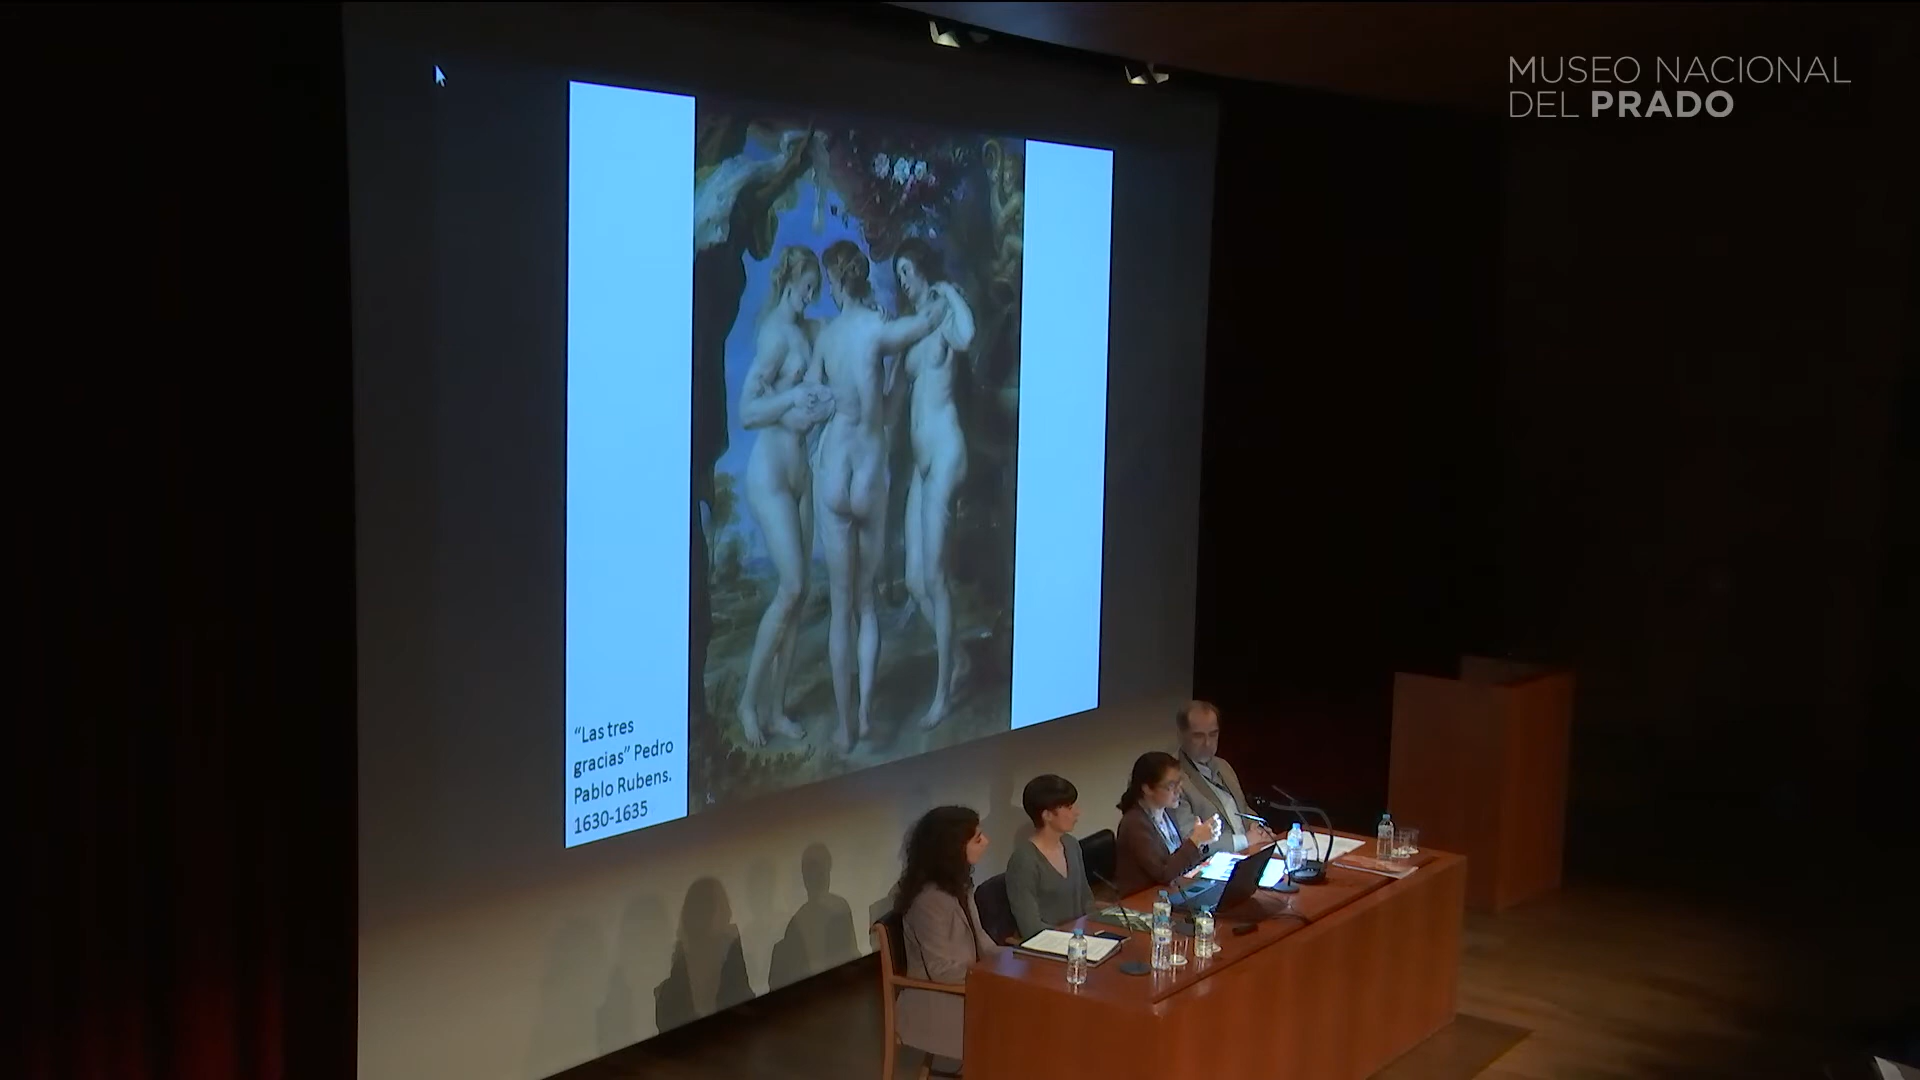 MUSEO NACIONAL
DEL PRADO
“Las tres
gracias” Pedro
Pablo Rubens.
1630-1635